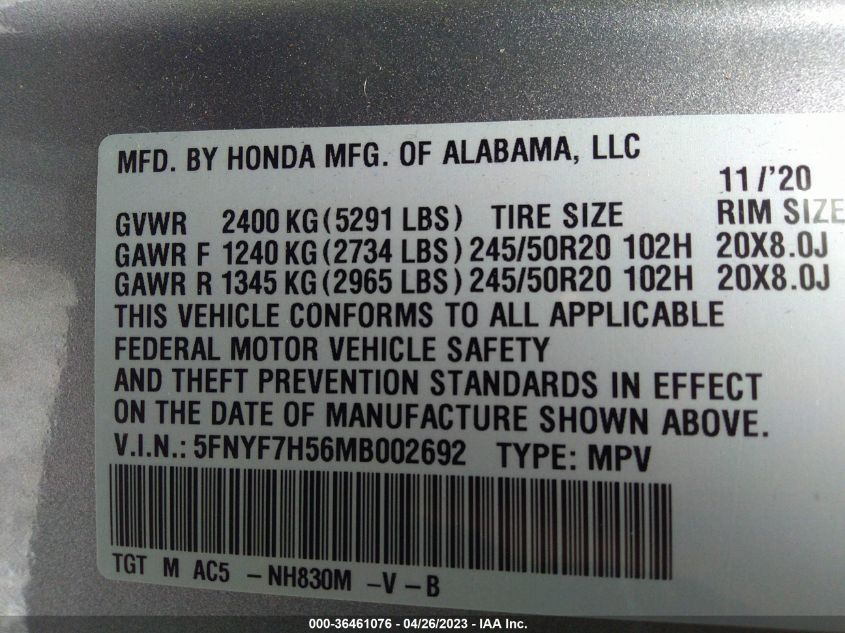 MFD. BY HONDA MFG. OF ALABAMA, LLC
11/'20
GVWR 2400 KG (5291 LBS) TIRE SIZE RIM SIZE
GAWR F 1240 KG (2734 LBS) 245/50R20 102H 20X8.0J
GAWR R 1345 KG (2965 LBS) 245/50R20 102H 20X8.0J
THIS VEHICLE CONFORMS TO ALL APPLICABLE
FEDERAL MOTOR VEHICLE SAFETY
AND THEFT PREVENTION STANDARDS IN EFFECT
ON THE DATE OF MANUFACTURE SHOWN ABOVE.
V.I.N.: 5FNYF7H56MB002692 TYPE: MPV
TGT M AC5 -NH830M -V -B
000-36461076 - 04/26/2023 - IAA Inc.